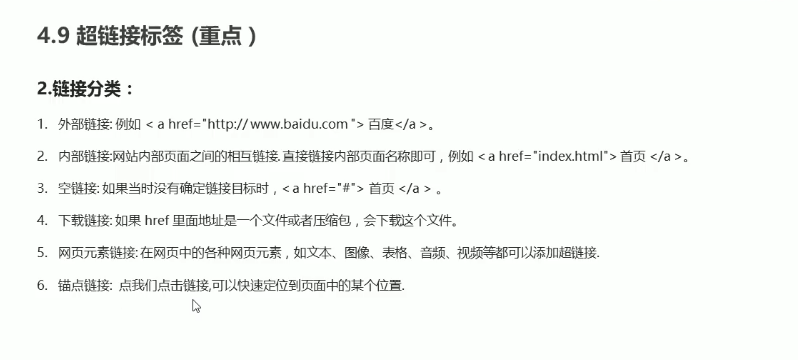 4.9 超链接标签 (重点 )
2.链接分类：
1. 外部链接: 例如 < a href="http:// www.baidu.com "> 百度</a >。
2. 内部链接:网站内部页面之间的相互链接. 直接链接内部页面名称即可，例如 < a href="index.html"> 首页 </a >。
3. 空链接: 如果当时没有确定链接目标时，< a href="#"> 首页 </a > 。
4. 下载链接: 如果 href 里面地址是一个文件或者压缩包，会下载这个文件。
5. 网页元素链接: 在网页中的各种网页元素，如文本、图像、表格、音频、视频等都可以添加超链接.
6. 锚点链接: 点我们点击链接,可以快速定位到页面中的某个位置.